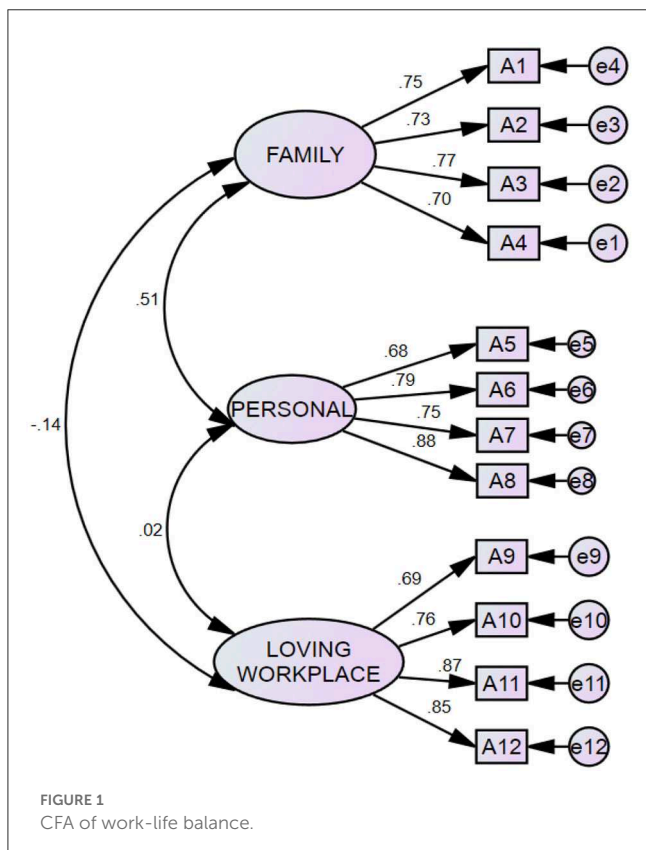 .75 A1 e4
.73 A2 e3
FAMILY
.77 A3 e2
.70 A4 e1
.51
.68 A5 e5
.79 A6 e6
PERSONAL
.75 A7 e7
.88 A8 e8
-.14
.02
.69 A9 e9
.76 A10 e10
LOVING
WORKPLACE
.87 A11 e11
.85 A12 e12
FIGURE 1
CFA of work-life balance.